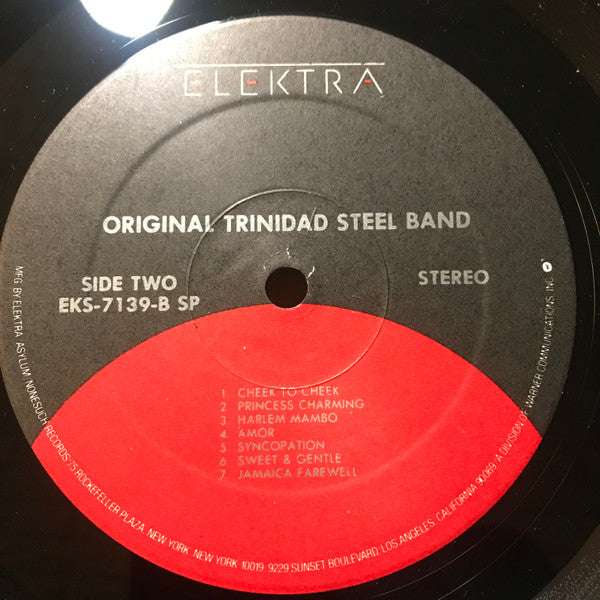 ELEKTRA
ORIGINAL TRINIDAD STEEL BAND
SIDE TWO
EKS-7139-B SP
STEREO
1 CHEEK TO CHEEK
2 PRINCESS CHARMING
3 HARLEM MAMBO
4 AMOR
5 SYNCOPATION
6 SWEET & GENTLE
7 JAMAICA FAREWELL
MFG. BY ELEKTRA/ASYLUM/NONESUCH RECORDS/75 ROCKEFELLER PLAZA, NEW YORK, NEW YORK 10019 9229 SUNSET BOULEVARD, LOS ANGELES, CALIFORNIA 90069 A DIVISION OF WARNER COMMUNICATIONS INC.